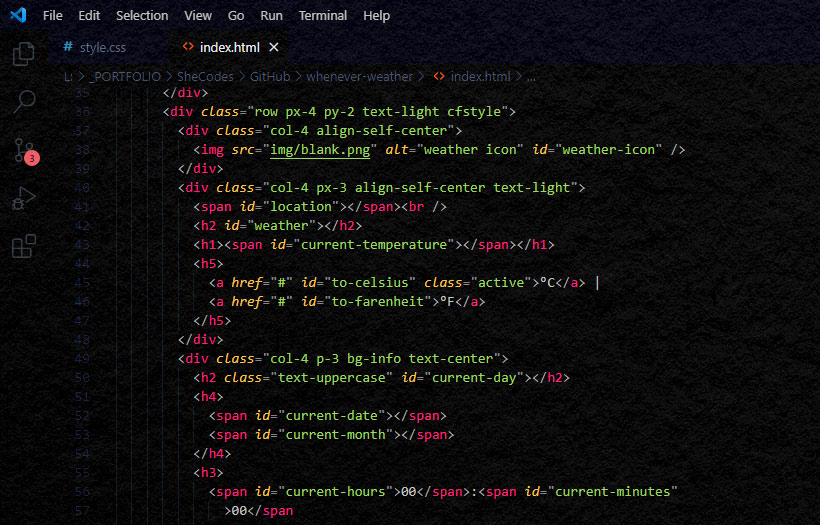 File Edit Selection View Go Run Terminal Help
# style.css <> index.html ×
L: > _PORTFOLIO > SheCodes > GitHub > whenever-weather > <> index.html > ...
35 </div>
36 <div class="row px-4 py-2 text-light cfstyle">
37 <div class="col-4 align-self-center">
38 <img src="img/blank.png" alt="weather icon" id="weather-icon" />
39 </div>
40 <div class="col-4 px-3 align-self-center text-light">
41 <span id="location"></span><br />
42 <h2 id="weather"></h2>
43 <h1><span id="current-temperature"></span></h1>
44 <h5>
45 <a href="#" id="to-celsius" class="active">°C</a> |
46 <a href="#" id="to-farenheit">°F</a>
47 </h5>
48 </div>
49 <div class="col-4 p-3 bg-info text-center">
50 <h2 class="text-uppercase" id="current-day"></h2>
51 <h4>
52 <span id="current-date"></span>
53 <span id="current-month"></span>
54 </h4>
55 <h3>
56 <span id="current-hours">00</span>:<span id="current-minutes"
57 >00</span
3